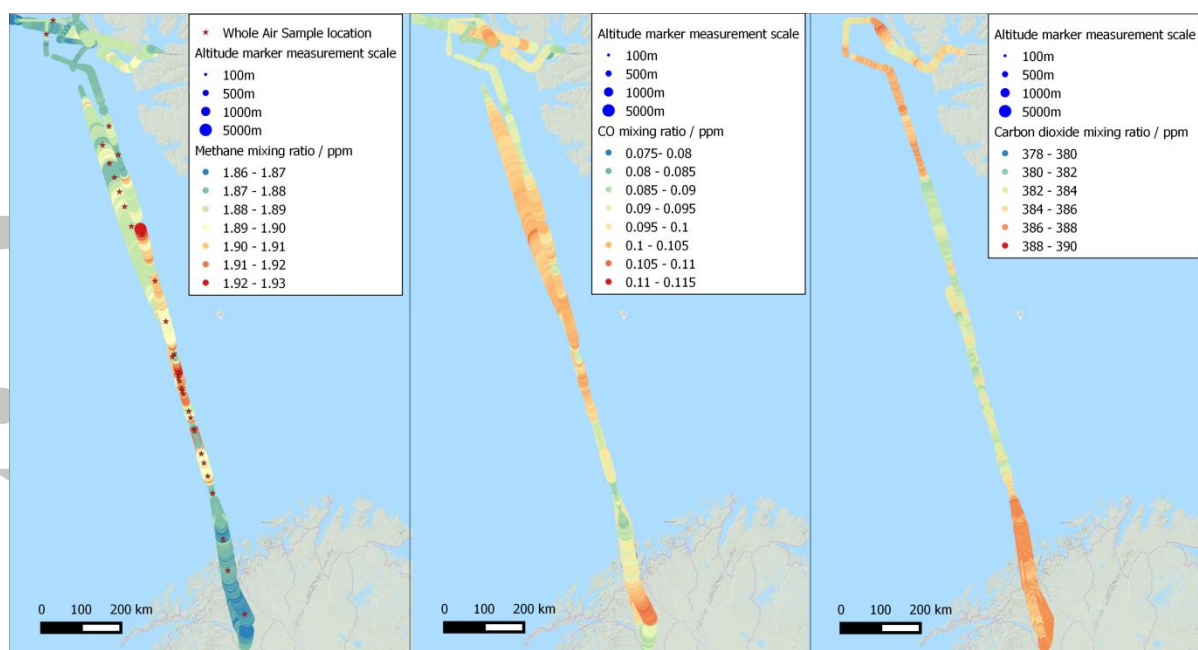 Whole Air Sample location
Altitude marker measurement scale
100m
500m
1000m
5000m
Methane mixing ratio / ppm
1.86 - 1.87
1.87 - 1.88
1.88 - 1.89
1.89 - 1.90
1.90 - 1.91
1.91 - 1.92
1.92 - 1.93
0 100 200 km
Altitude marker measurement scale
100m
500m
1000m
5000m
CO mixing ratio / ppm
0.075- 0.08
0.08 - 0.085
0.085 - 0.09
0.09 - 0.095
0.095 - 0.1
0.1 - 0.105
0.105 - 0.11
0.11 - 0.115
0 100 200 km
Altitude marker measurement scale
100m
500m
1000m
5000m
Carbon dioxide mixing ratio / ppm
378 - 380
380 - 382
382 - 384
384 - 386
386 - 388
388 - 390
0 100 200 km